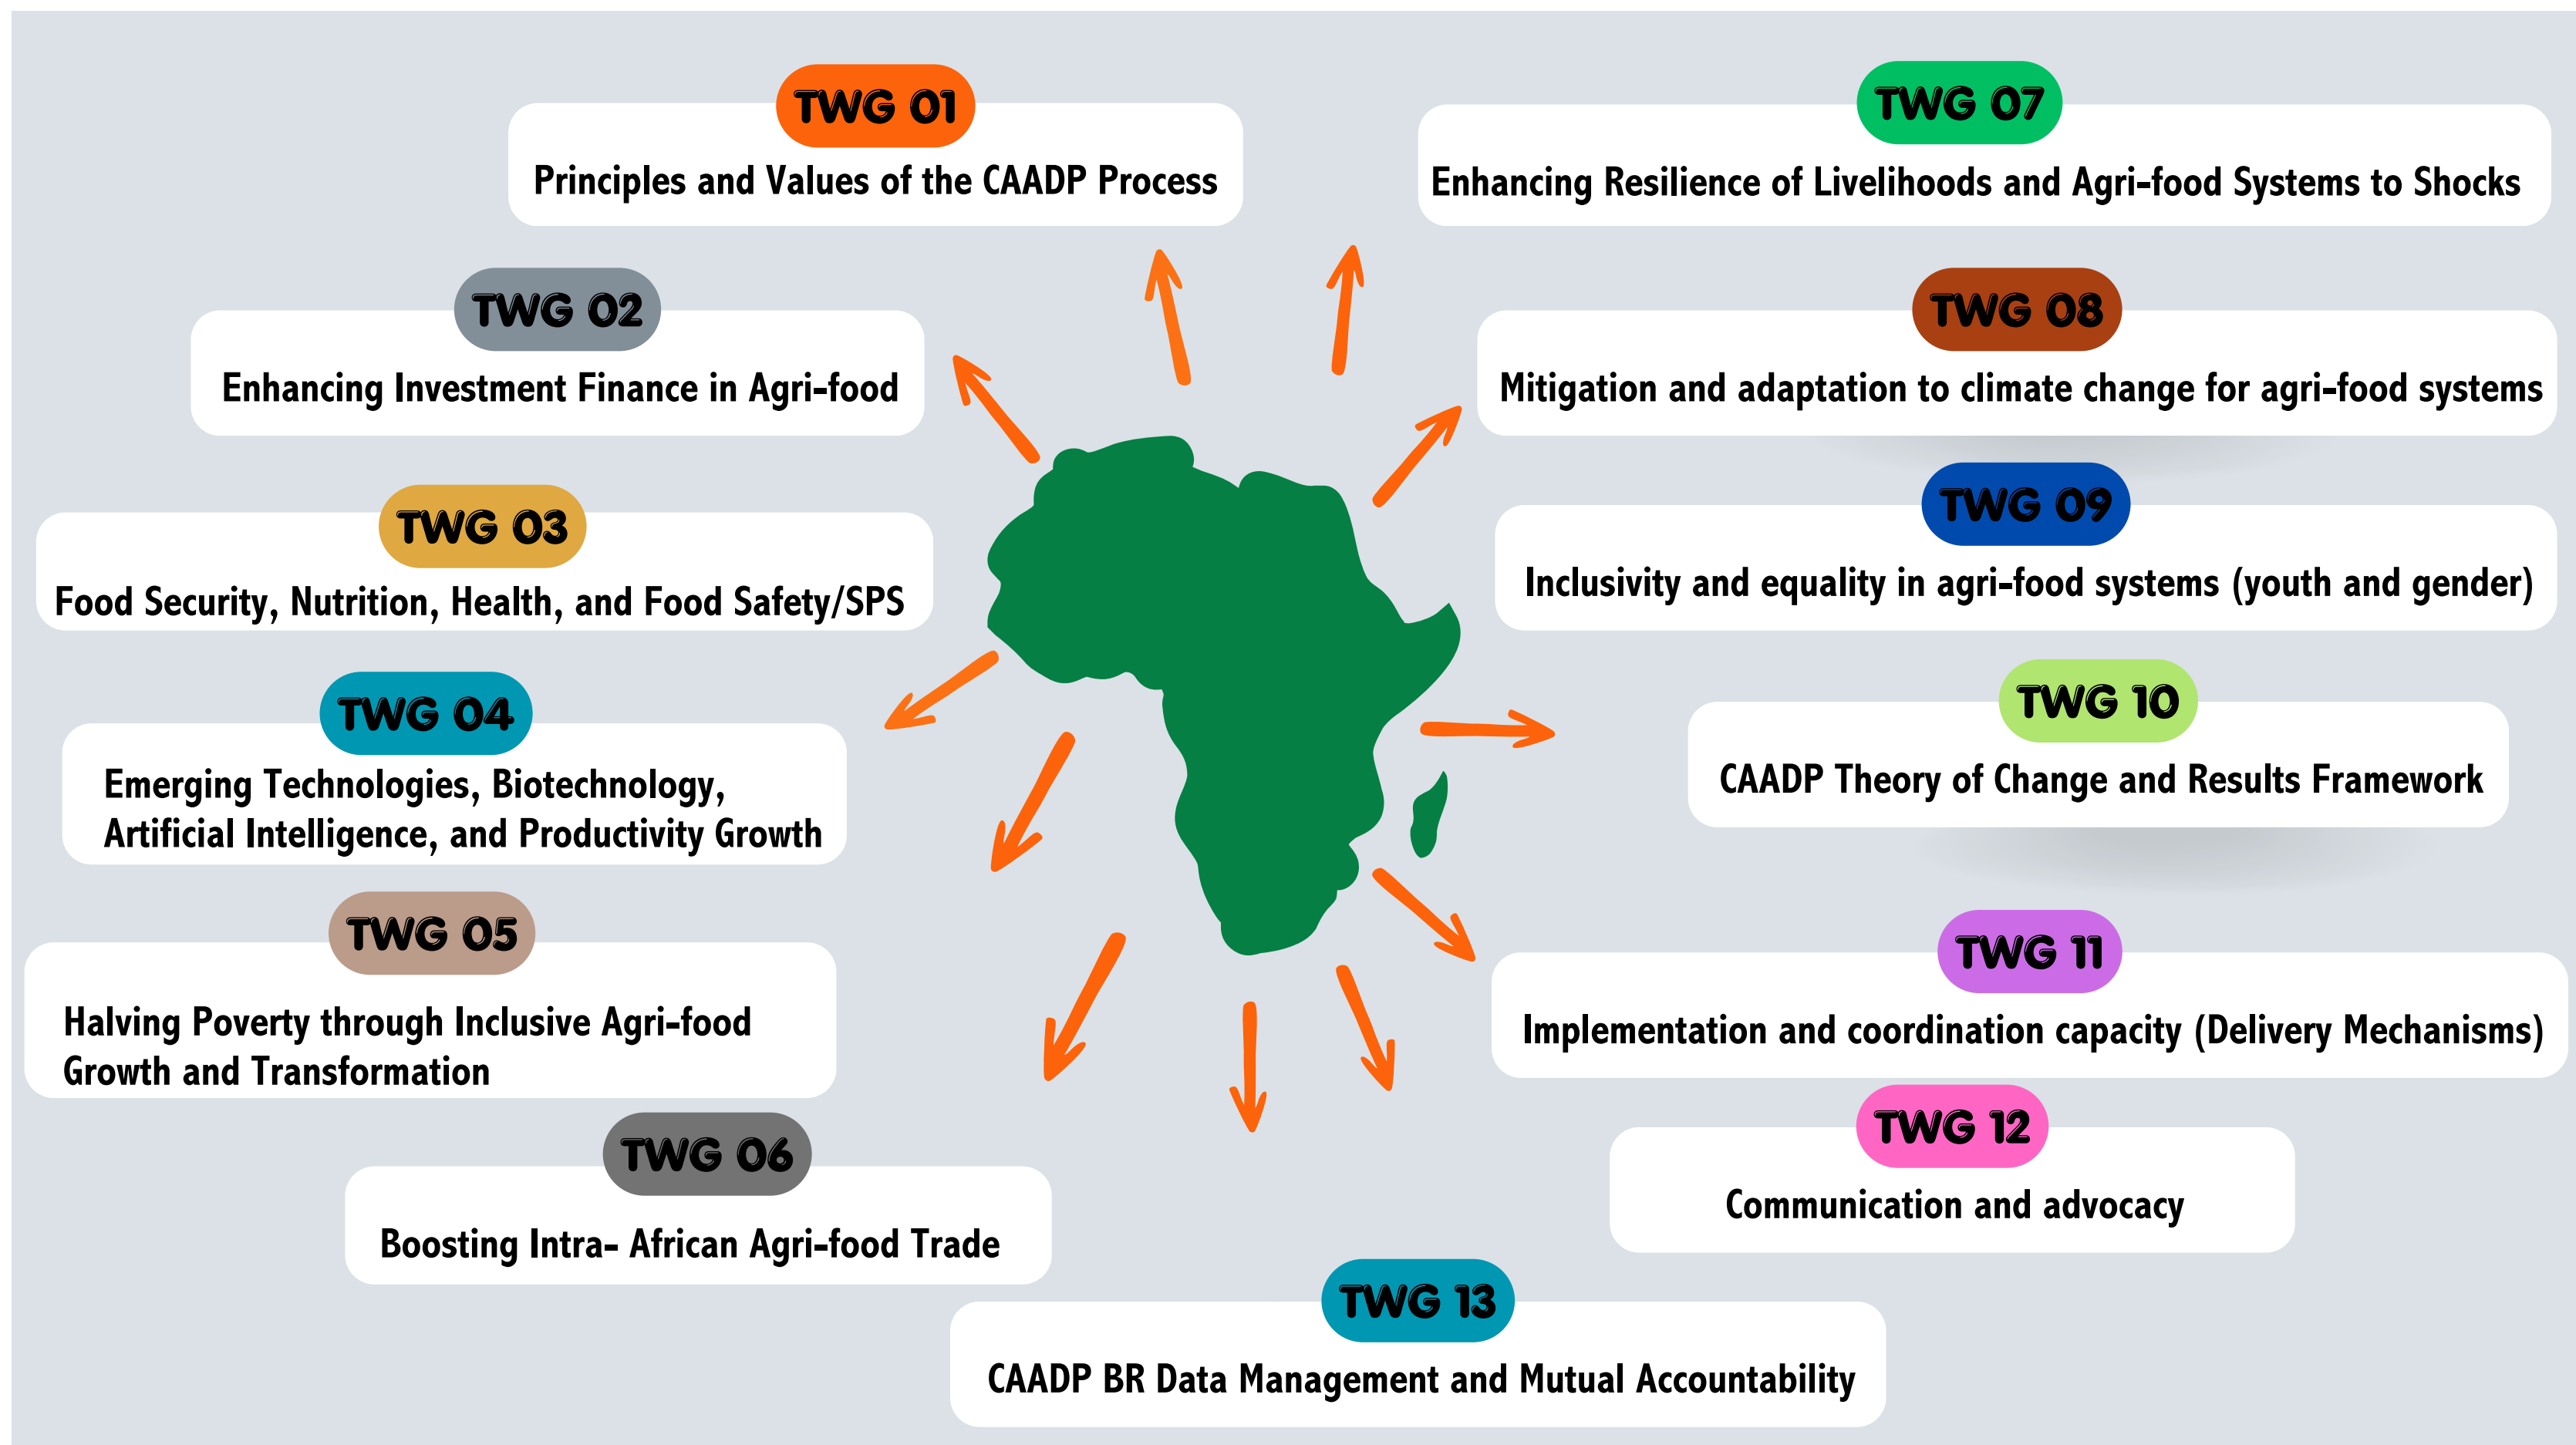 TWG 01
Principles and Values of the CAADP Process
TWG 02
Enhancing Investment Finance in Agri-food
TWG 03
Food Security, Nutrition, Health, and Food Safety/SPS
TWG 04
Emerging Technologies, Biotechnology,
Artificial Intelligence, and Productivity Growth
TWG 05
Halving Poverty through Inclusive Agri-food
Growth and Transformation
TWG 06
Boosting Intra- African Agri-food Trade
TWG 07
Enhancing Resilience of Livelihoods and Agri-food Systems to Shocks
TWG 08
Mitigation and adaptation to climate change for agri-food systems
TWG 09
Inclusivity and equality in agri-food systems (youth and gender)
TWG 10
CAADP Theory of Change and Results Framework
TWG 11
Implementation and coordination capacity (Delivery Mechanisms)
TWG 12
Communication and advocacy
TWG 13
CAADP BR Data Management and Mutual Accountability